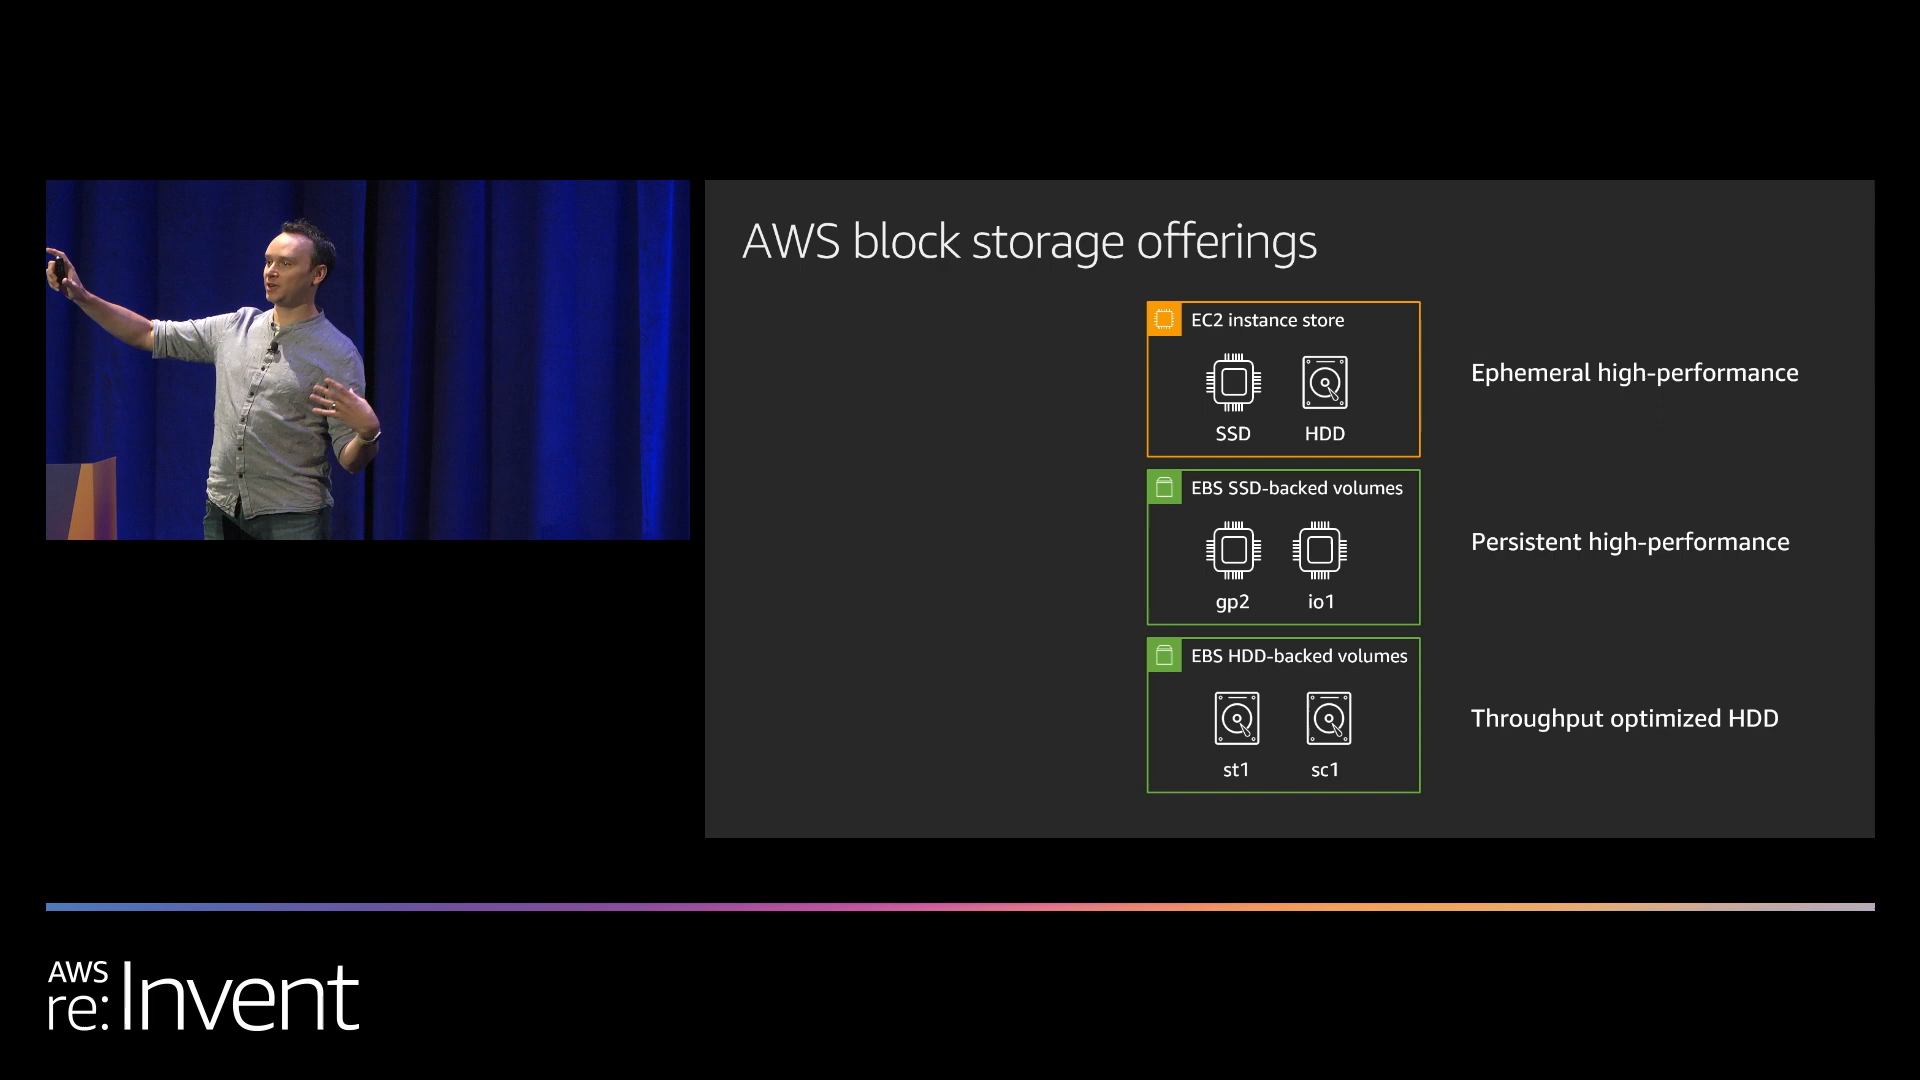 AWS block storage offerings
EC2 instance store
SSD HDD
Ephemeral high-performance
EBS SSD-backed volumes
gp2 io1
Persistent high-performance
EBS HDD-backed volumes
st1 sc1
Throughput optimized HDD
AWS
re:Invent